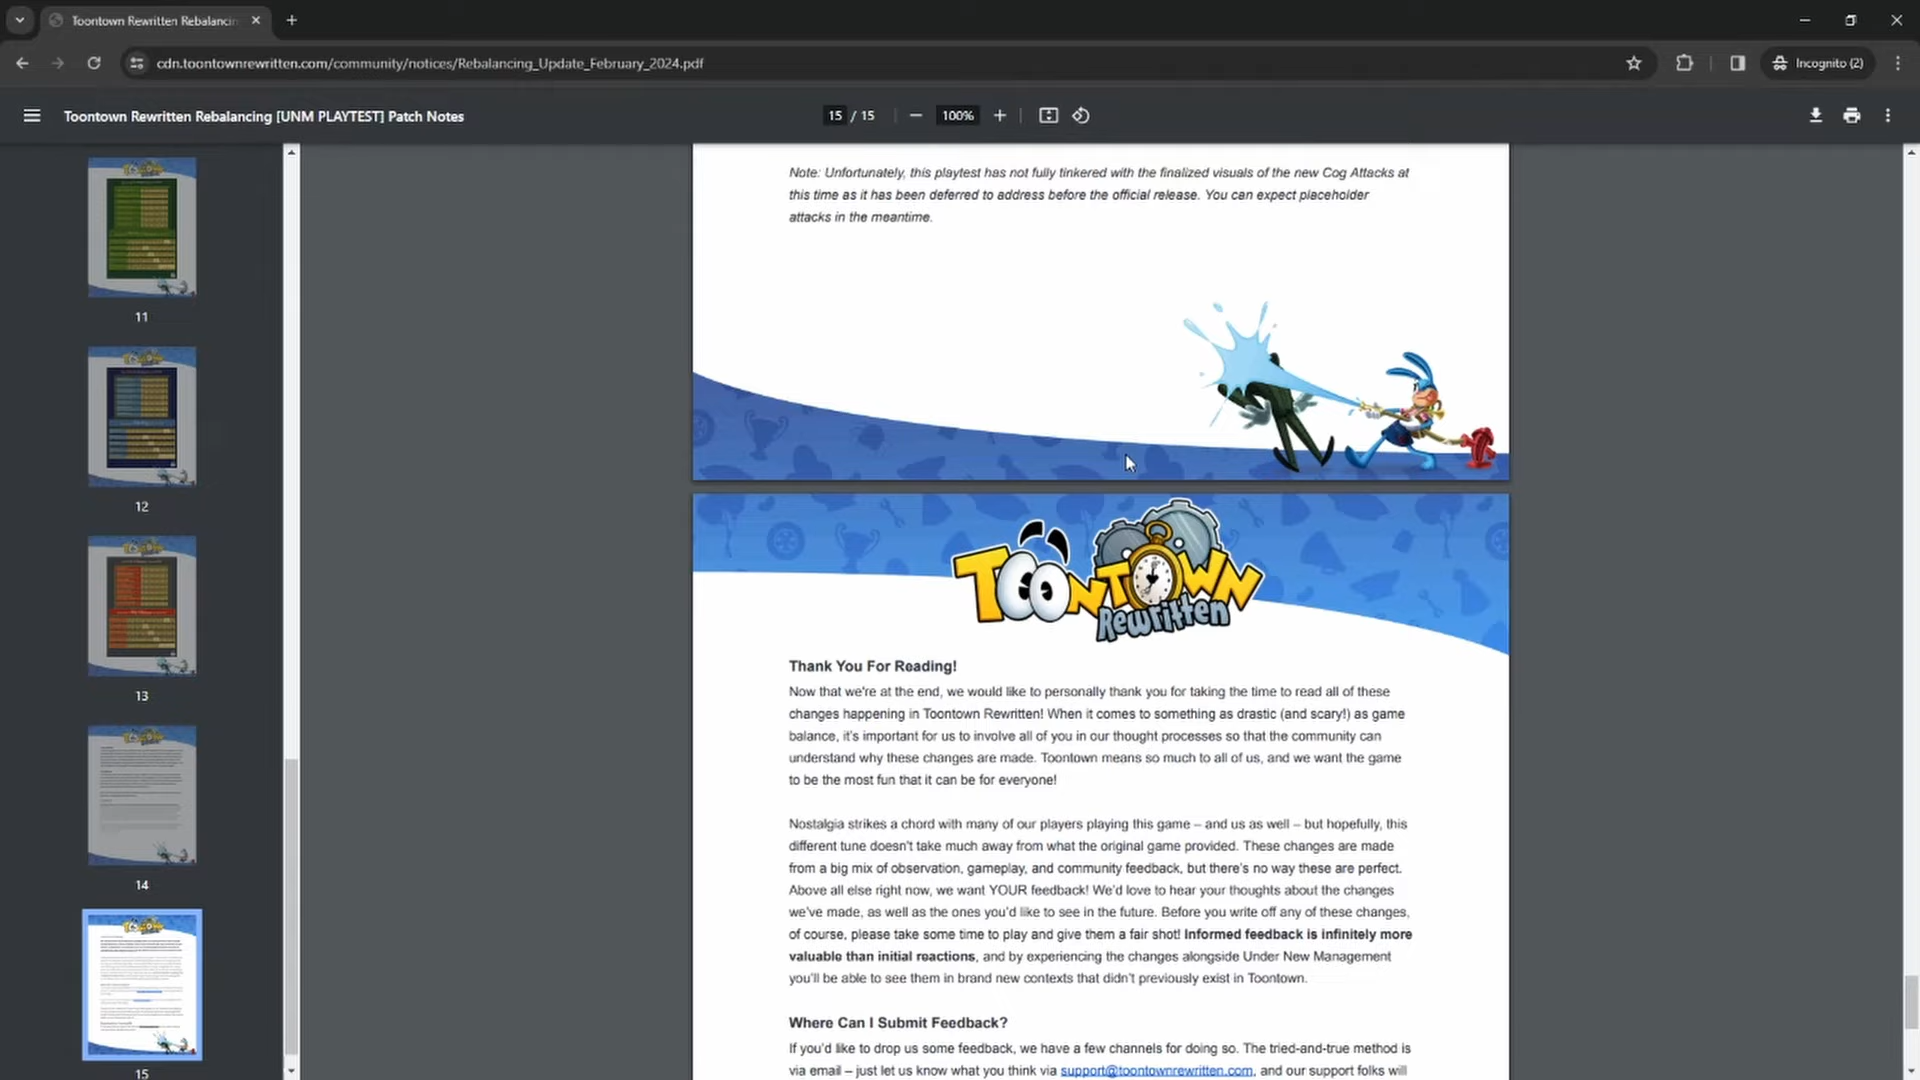 Toontown Rewritten Rebalancin
cdn.toontownrewritten.com/community/notices/Rebalancing_Update_February_2024.pdf
Incognito (2)
Toontown Rewritten Rebalancing [UNM PLAYTEST] Patch Notes
15 / 15
100%
11
12
13
14
15
Note: Unfortunately, this playtest has not fully tinkered with the finalized visuals of the new Cog Attacks at
this time as it has been deferred to address before the official release. You can expect placeholder
attacks in the meantime.
TOONTOWN
Rewritten
Thank You For Reading!
Now that we're at the end, we would like to personally thank you for taking the time to read all of these
changes happening in Toontown Rewritten! When it comes to something as drastic (and scary!) as game
balance, it's important for us to involve all of you in our thought processes so that the community can
understand why these changes are made. Toontown means so much to all of us, and we want the game
to be the most fun that it can be for everyone!
Nostalgia strikes a chord with many of our players playing this game – and us as well – but hopefully, this
different tune doesn't take much away from what the original game provided. These changes are made
from a big mix of observation, gameplay, and community feedback, but there's no way these are perfect.
Above all else right now, we want YOUR feedback! We'd love to hear your thoughts about the changes
we've made, as well as the ones you'd like to see in the future. Before you write off any of these changes,
of course, please take some time to play and give them a fair shot! Informed feedback is infinitely more
valuable than initial reactions, and by experiencing the changes alongside Under New Management
you'll be able to see them in brand new contexts that didn't previously exist in Toontown.
Where Can I Submit Feedback?
If you'd like to drop us some feedback, we have a few channels for doing so. The tried-and-true method is
via email – just let us know what you think via support@toontownrewritten.com, and our support folks will